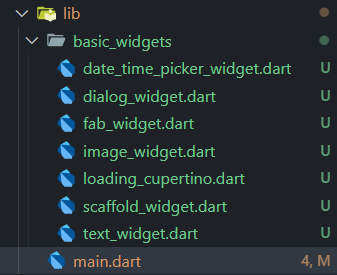 lib
basic_widgets
date_time_picker_widget.dart U
dialog_widget.dart U
fab_widget.dart U
image_widget.dart U
loading_cupertino.dart U
scaffold_widget.dart U
text_widget.dart U
main.dart 4, M